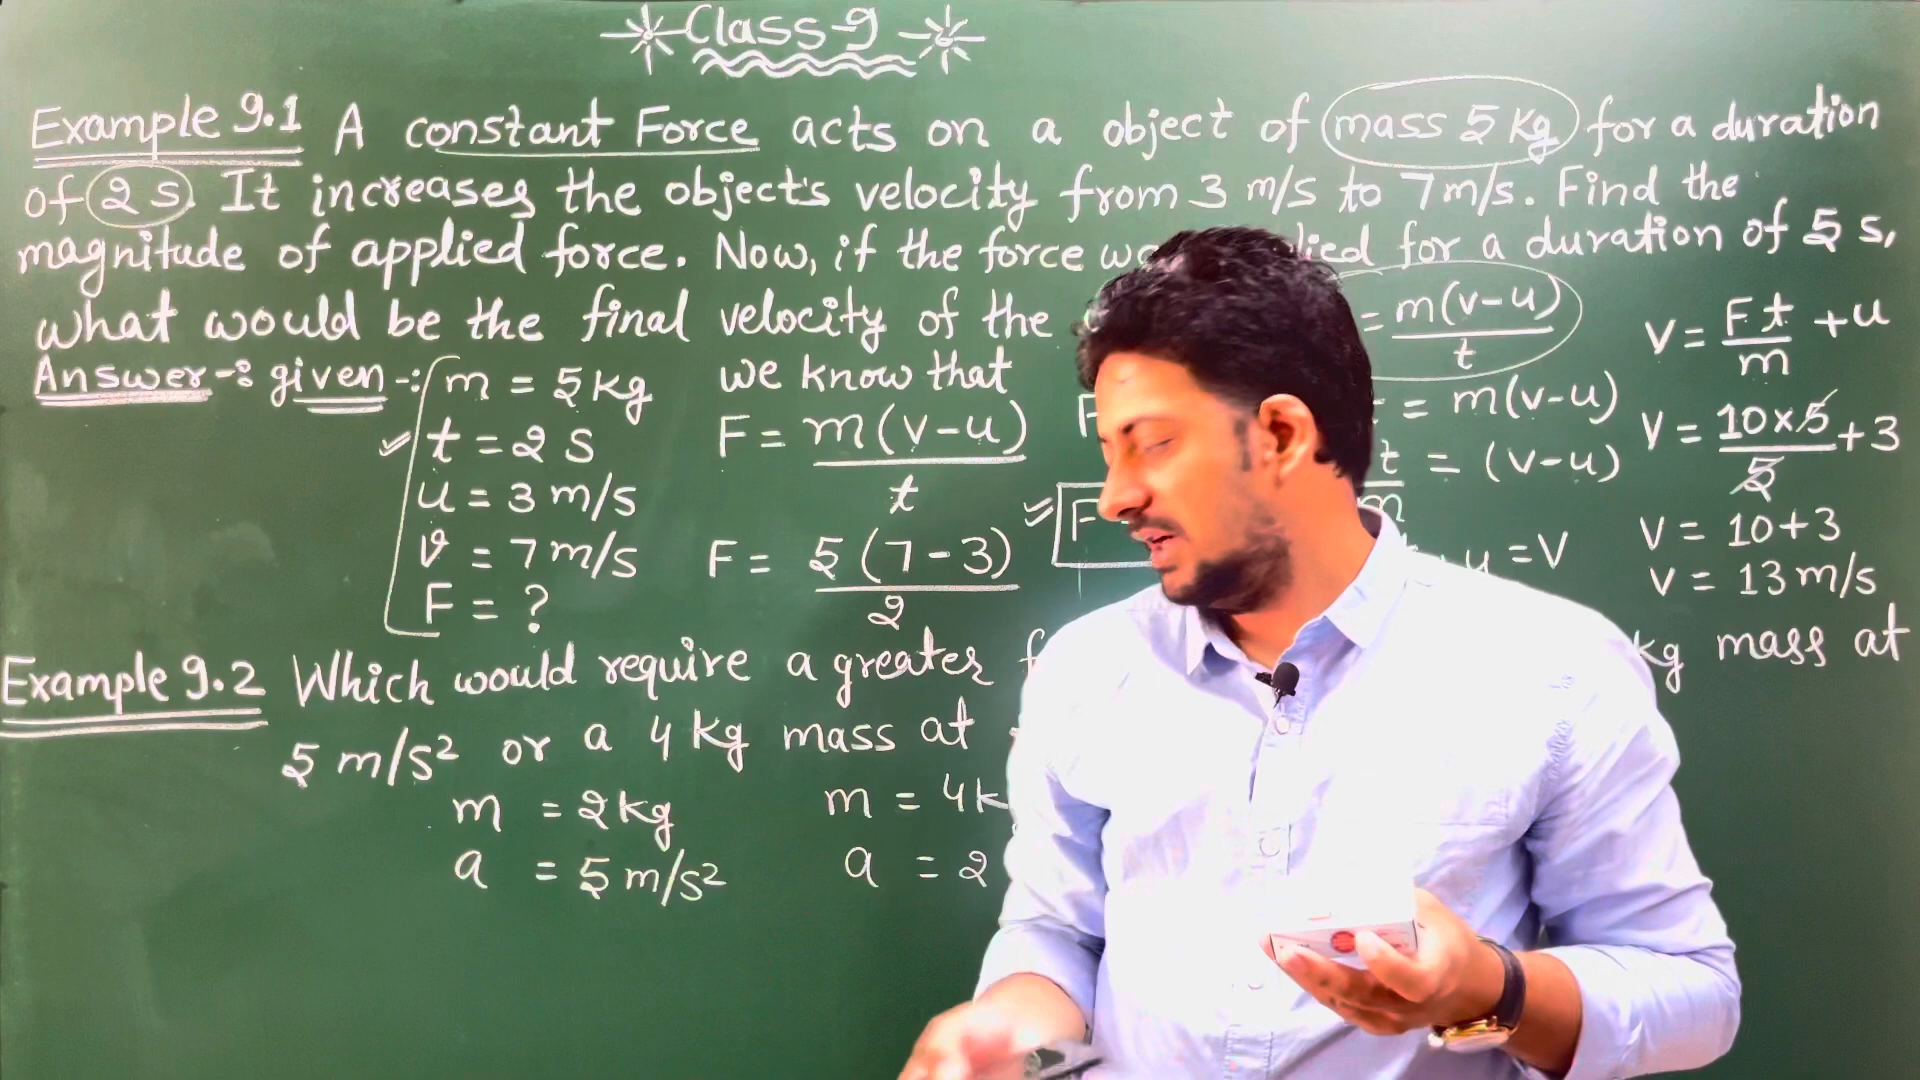 Class-9
Example 9.1 A constant Force acts on a object of mass 5 kg for a duration
of 2 s. It increases the object's velocity from 3 m/s to 7 m/s. Find the
magnitude of applied force. Now, if the force for a duration of 5 s,
what would be the final velocity of the
Answer-: given-: m = 5 kg
t = 2 s
u = 3 m/s
v = 7 m/s
F = ?
we know that
F = m(v-u)/t
F = 5(7-3)/2
F
= m(v-u)/t
= m(v-u)
t/m = (v-u)
u = V
V = Ft/m + u
V = 10×5/5 + 3
V = 10+3
V = 13 m/s
Example 9.2 Which would require a greater kg mass at
5 m/s² or a 4 kg mass at
m = 2 kg
a = 5 m/s²
m = 4k
a = 2